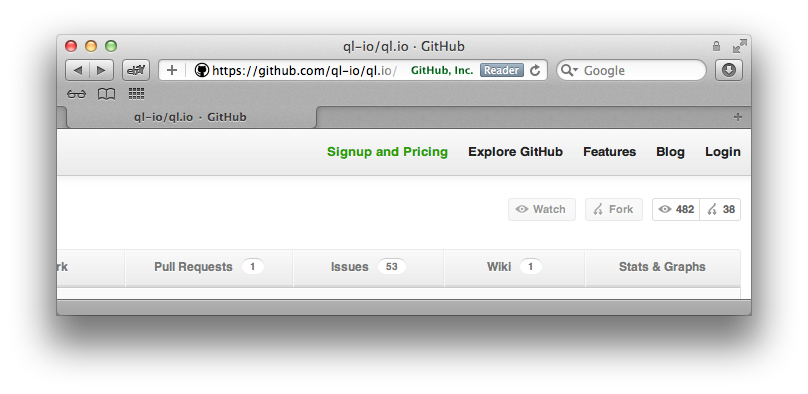 ql-io/ql.io · GitHub
ebY https://github.com/ql-io/ql.io/ GitHub, Inc. Reader Google
ql-io/ql.io · GitHub
Signup and Pricing Explore GitHub Features Blog Login
Watch Fork 482 38
rk Pull Requests 1 Issues 53 Wiki 1 Stats & Graphs